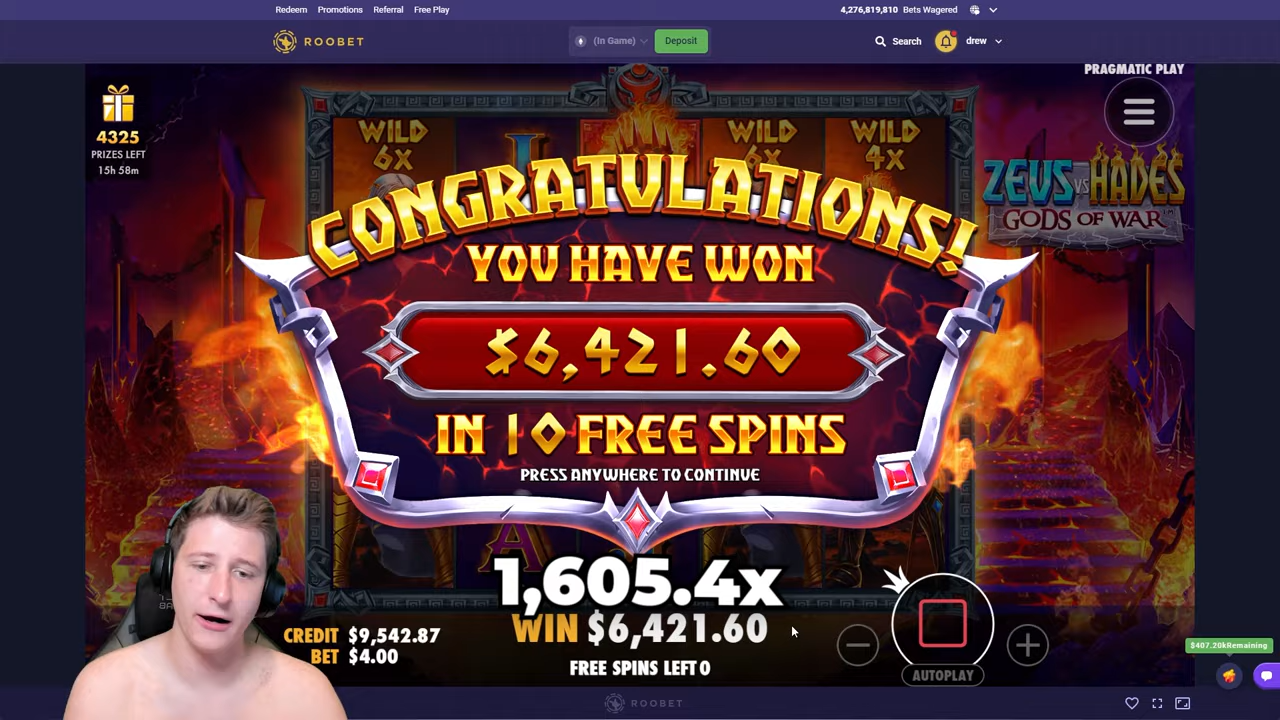 Redeem Promotions Referral Free Play
4,276,819,810 Bets Wagered
ROOBET
(In Game)
Deposit
Search
drew
PRAGMATIC PLAY
4325
PRIZES LEFT
15h 58m
WILD
6X
WILD
6X
WILD
4X
ZEUS VS HADES
GODS OF WAR™
CONGRATULATIONS!
YOU HAVE WON
$6,421.60
IN 10 FREE SPINS
PRESS ANYWHERE TO CONTINUE
A
1,605.4x
WIN $6,421.60
CREDIT $9,542.87
BET $4.00
FREE SPINS LEFT 0
AUTOPLAY
$407.20kRemaining
ROOBET